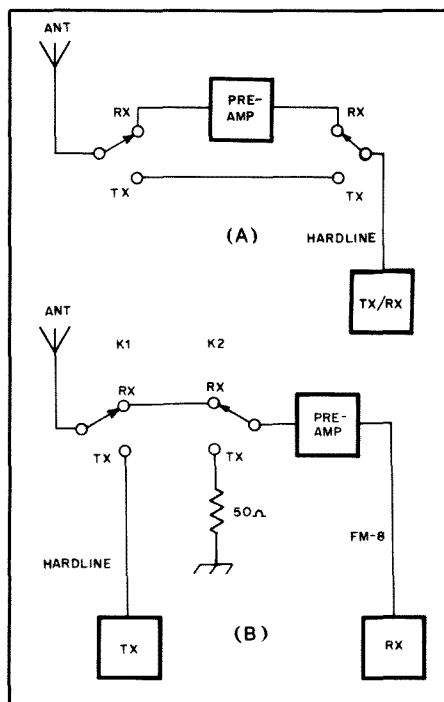 ANT
RX
PRE-
AMP
RX
TX
TX
(A)
HARDLINE
TX/RX
ANT
K1
K2
RX
RX
PRE-
AMP
TX
TX
50Ω
HARDLINE
FM-8
TX
(B)
RX